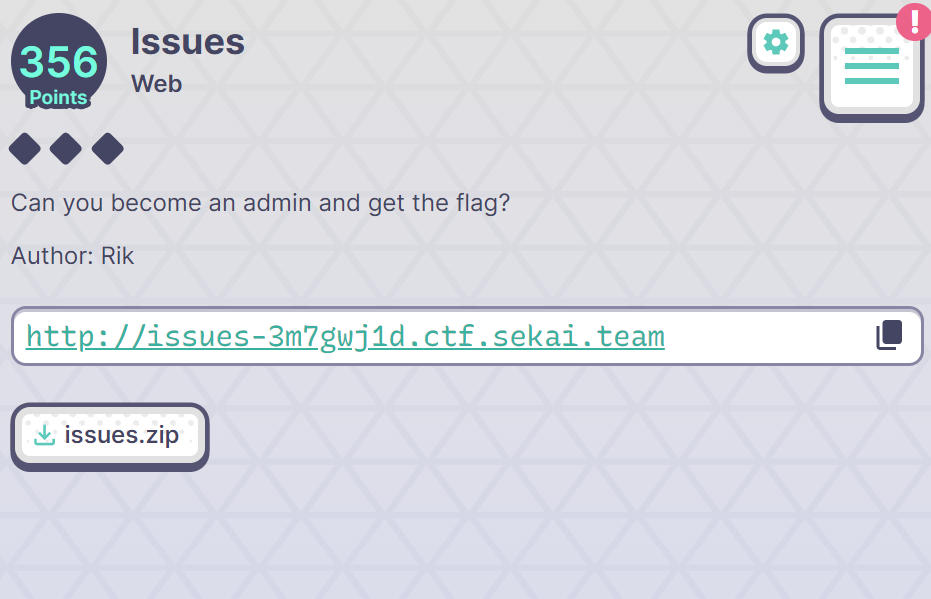 356
Points
Issues
Web
!
Can you become an admin and get the flag?
Author: Rik
http://issues-3m7gwj1d.ctf.sekai.team
issues.zip